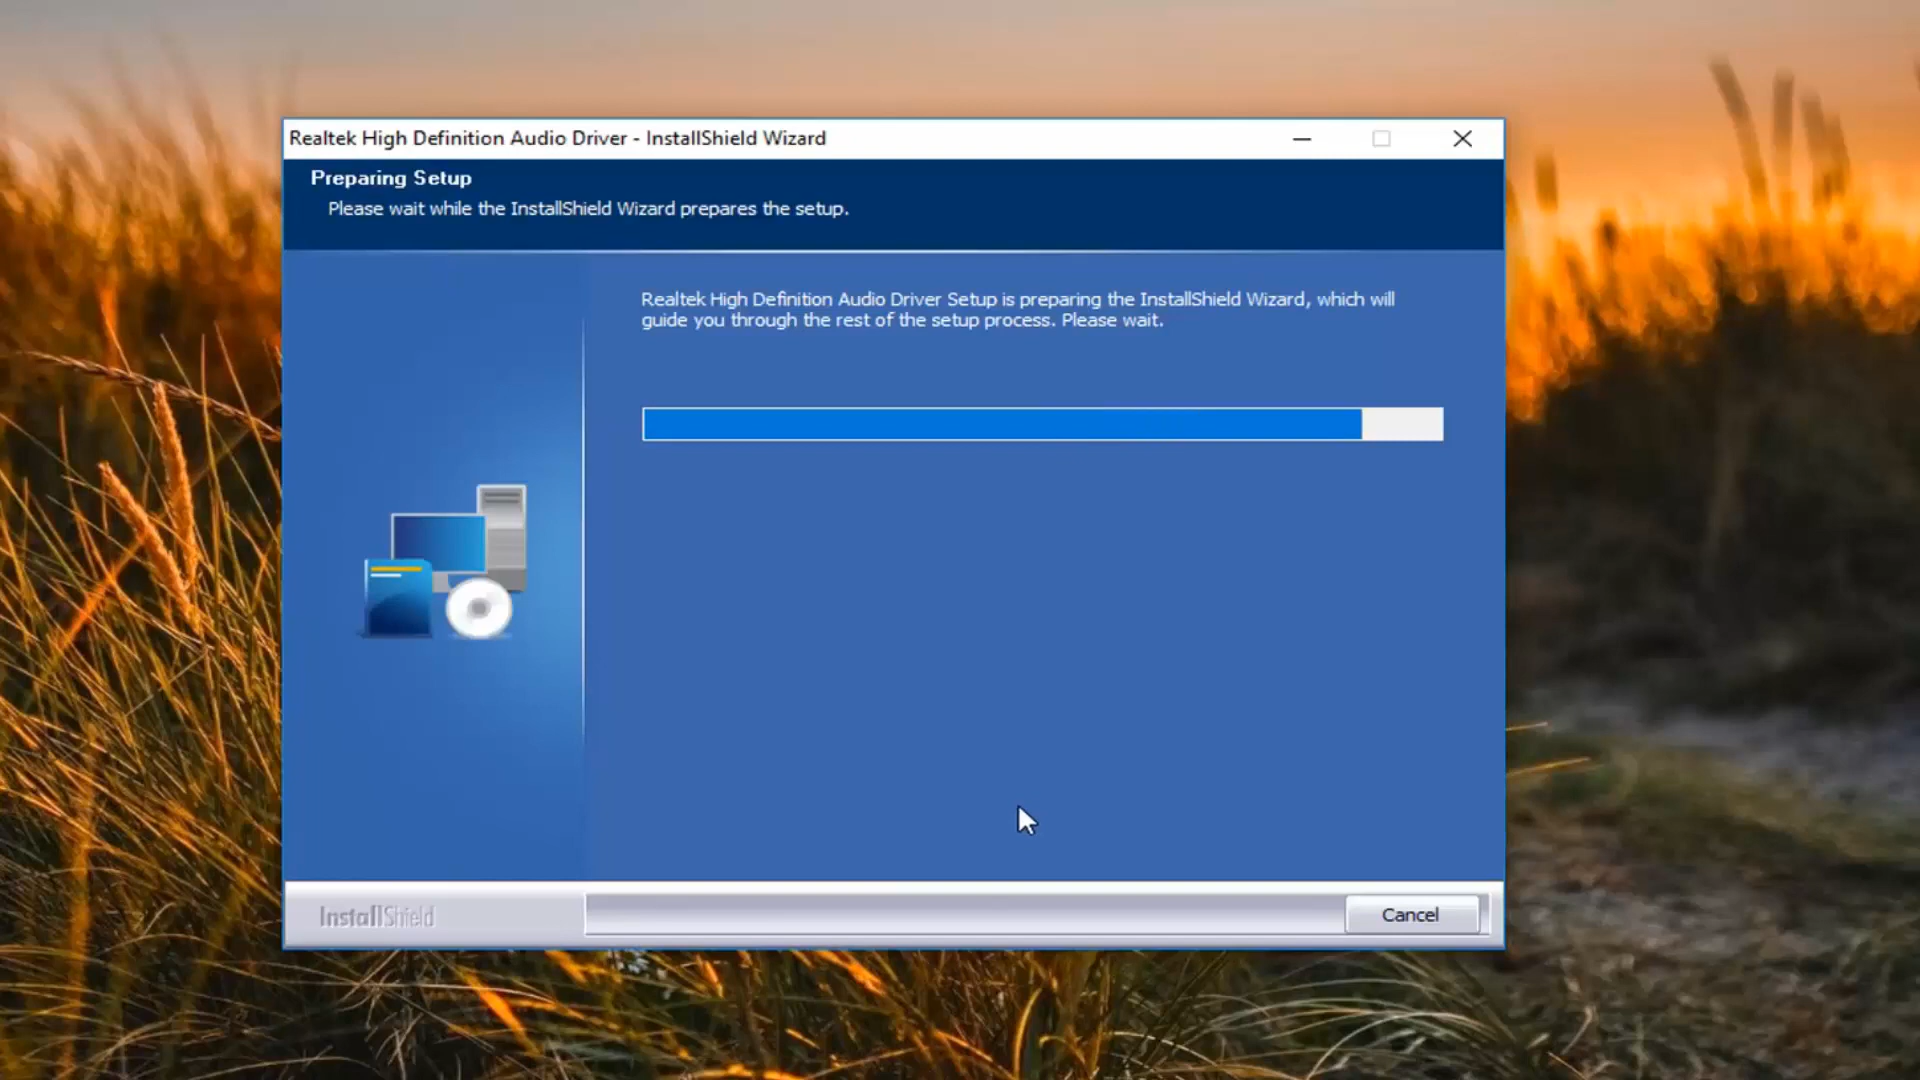 Realtek High Definition Audio Driver - InstallShield Wizard
Preparing Setup
Please wait while the InstallShield Wizard prepares the setup.
Realtek High Definition Audio Driver Setup is preparing the InstallShield Wizard, which will
guide you through the rest of the setup process. Please wait.
InstallShield
Cancel